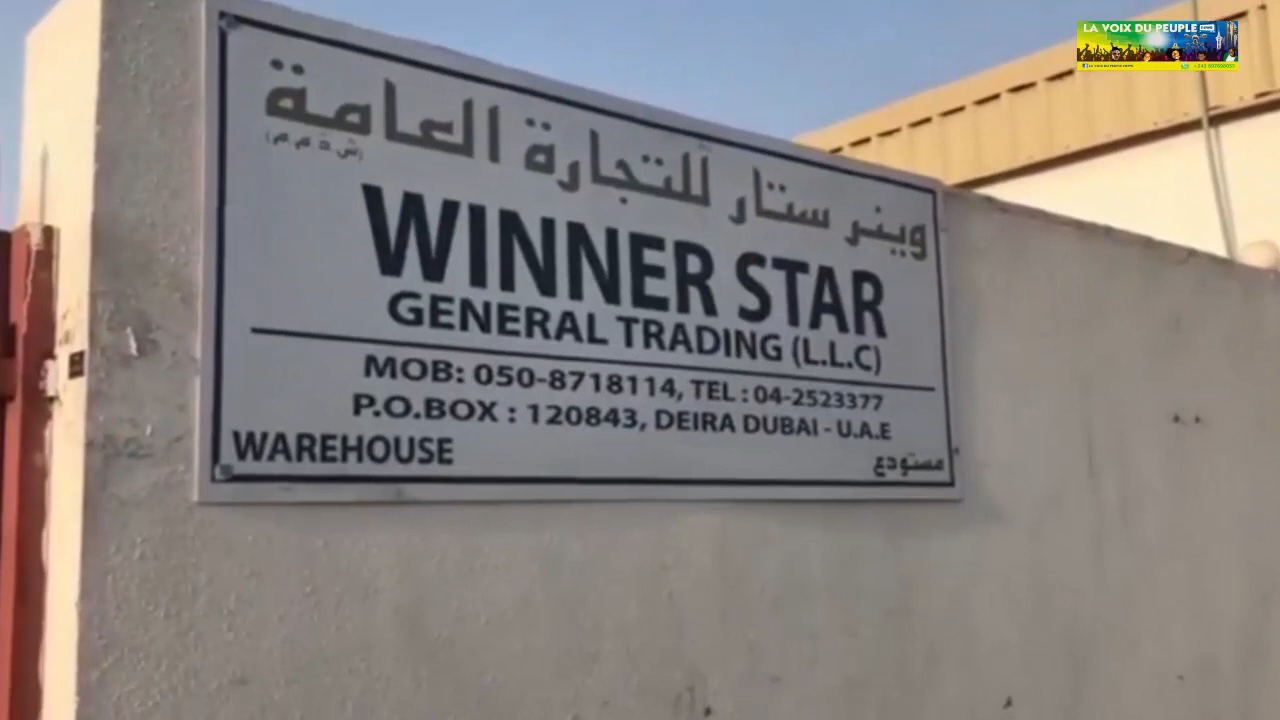 LA VOIX DU PEUPLE
وينر ستار للتجارة العامة
(ش.ذ.م.م)
WINNER STAR
GENERAL TRADING (L.L.C)
MOB: 050-8718114, TEL : 04-2523377
P.O.BOX : 120843, DEIRA DUBAI - U.A.E
WAREHOUSE
مستودع